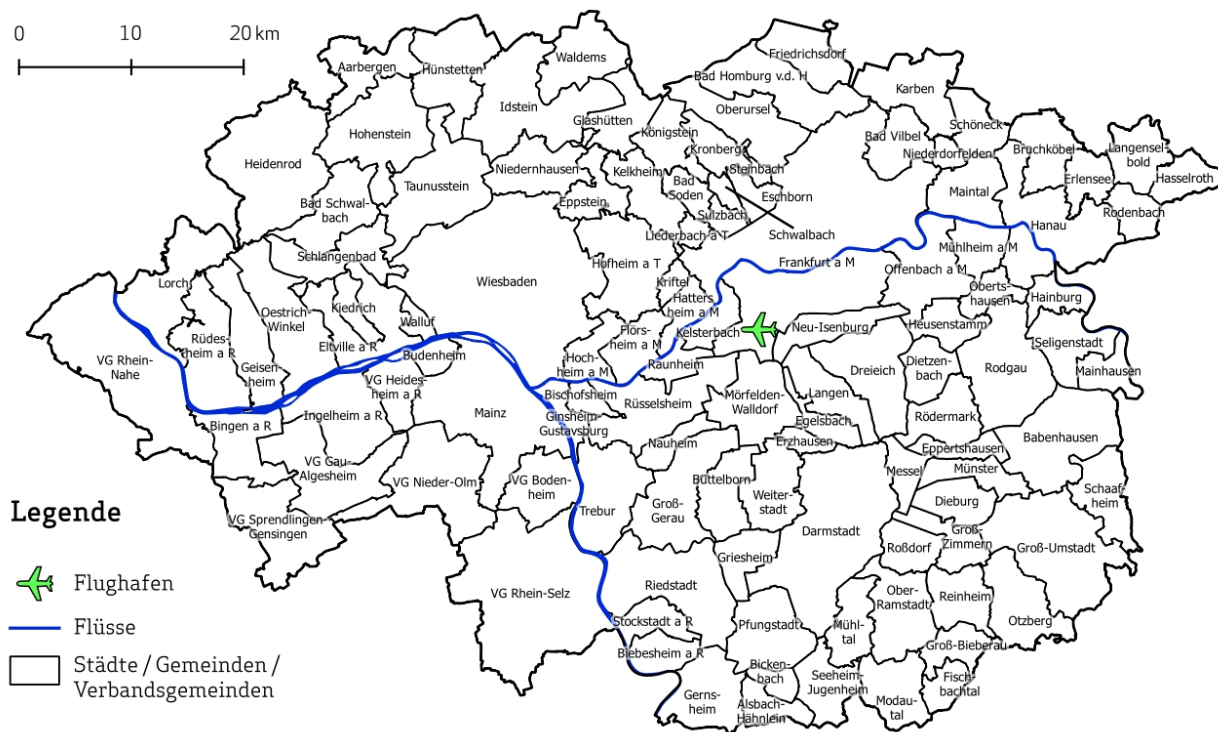 0 10 20 km
Friedrichsdorf
Waldems
Aarbergen
Hünstetten
Bad Homburg v.d. H
Karben
Idstein
Oberursel
Glashütten
Hohenstein
Königstein
Schöneck
Bad Vilbel
Kronberg
Niederdorfelden
Bruchköbel
Langensel-
bold
Heidenrod
Niedernhausen
Kelkheim
Steinbach
Erlensee
Hasselroth
Taunusstein
Bad
Soden
Eschborn
Maintal
Bad Schwal-
bach
Eppstein
Sulzbach
Rodenbach
Liederbach a T
Schwalbach
Hanau
Schlangenbad
Mühlheim a M
Hofheim a T
Frankfurt a M
Offenbach a M
Lorch
Wiesbaden
Kriftel
Oberts-
hausen
Hainburg
Hatters
heim a M
Oestrich-
Winkel
Kiedrich
Walluf
Rüdes-
heim a R
Eltville a R
Flörs-
heim a M
Kelsterbach
Neu-Isenburg
Heusenstamm
Seligenstadt
Budenheim
VG Rhein-
Nahe
Geisen
heim
Hoch-
heim a M
Raunheim
Dreieich
Dietzen-
bach
Rodgau
Mainhausen
VG Heides-
heim a R
Bischofsheim
Rüsselsheim
Mörfelden-
Walldorf
Langen
Ingelheim a R
Mainz
Ginsheim-
Gustavsburg
Egelsbach
Rödermark
Bingen a R
Nauheim
Erzhausen
Babenhausen
Eppertshausen
VG Gau-
Algesheim
VG Nieder-Olm
VG Boden-
heim
Büttelborn
Messel
Münster
Groß-
Gerau
Weiter-
stadt
Dieburg
Schaaf-
heim
Legende
Trebur
VG Sprendlingen
Gensingen
Darmstadt
Groß-
Zimmern
Roßdorf
Groß-Umstadt
Griesheim
Flughafen
Riedstadt
VG Rhein-Selz
Ober-
Ramstadt
Reinheim
Flüsse
Stockstadt a R
Pfungstadt
Mühl-
tal
Otzberg
Biebesheim a R
Groß-Bieberau
Städte / Gemeinden /
Verbandsgemeinden
Bicken-
bach
Seeheim-
Jugenheim
Fisch-
bachtal
Gerns-
heim
Alsbach-
Hähnlein
Modau-
tal